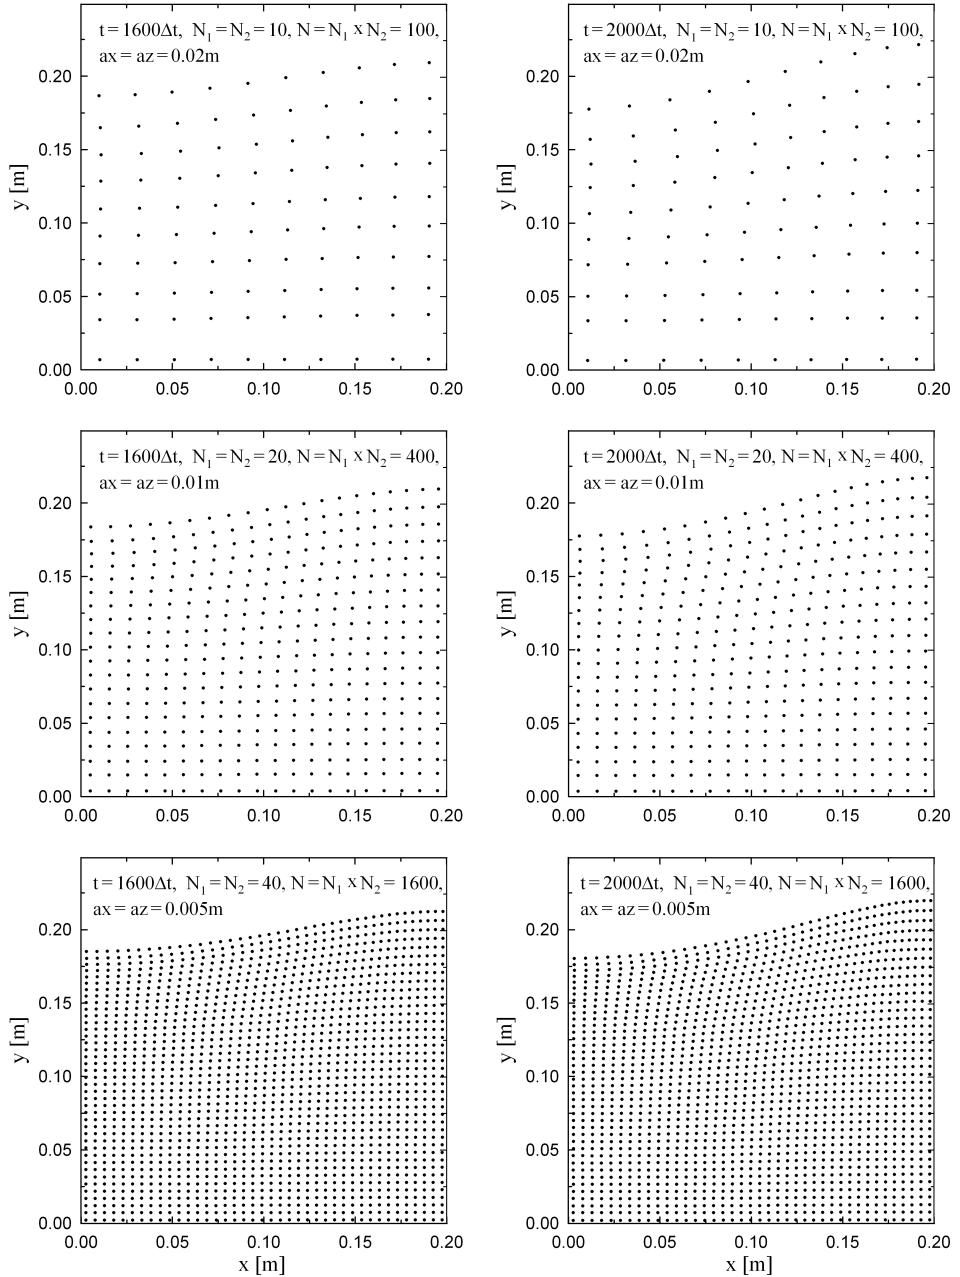 t=1600Δt, N₁=N₂=10, N=N₁ x N₂=100,
ax=az=0.02m
0.20
0.15
0.10
0.05
0.00
y [m]
0.00 0.05 0.10 0.15 0.20
t=2000Δt, N₁=N₂=10, N=N₁ x N₂=100,
ax=az=0.02m
0.20
0.15
0.10
0.05
0.00
y [m]
0.00 0.05 0.10 0.15 0.20
t=1600Δt, N₁=N₂=20, N=N₁ x N₂=400,
ax=az=0.01m
0.20
0.15
0.10
0.05
0.00
y [m]
0.00 0.05 0.10 0.15 0.20
t=2000Δt, N₁=N₂=20, N=N₁ x N₂=400,
ax=az=0.01m
0.20
0.15
0.10
0.05
0.00
y [m]
0.00 0.05 0.10 0.15 0.20
t=1600Δt, N₁=N₂=40, N=N₁ x N₂=1600,
ax=az=0.005m
0.20
0.15
0.10
0.05
0.00
y [m]
0.00 0.05 0.10 0.15 0.20
x [m]
t=2000Δt, N₁=N₂=40, N=N₁ x N₂=1600,
ax=az=0.005m
0.20
0.15
0.10
0.05
0.00
y [m]
0.00 0.05 0.10 0.15 0.20
x [m]